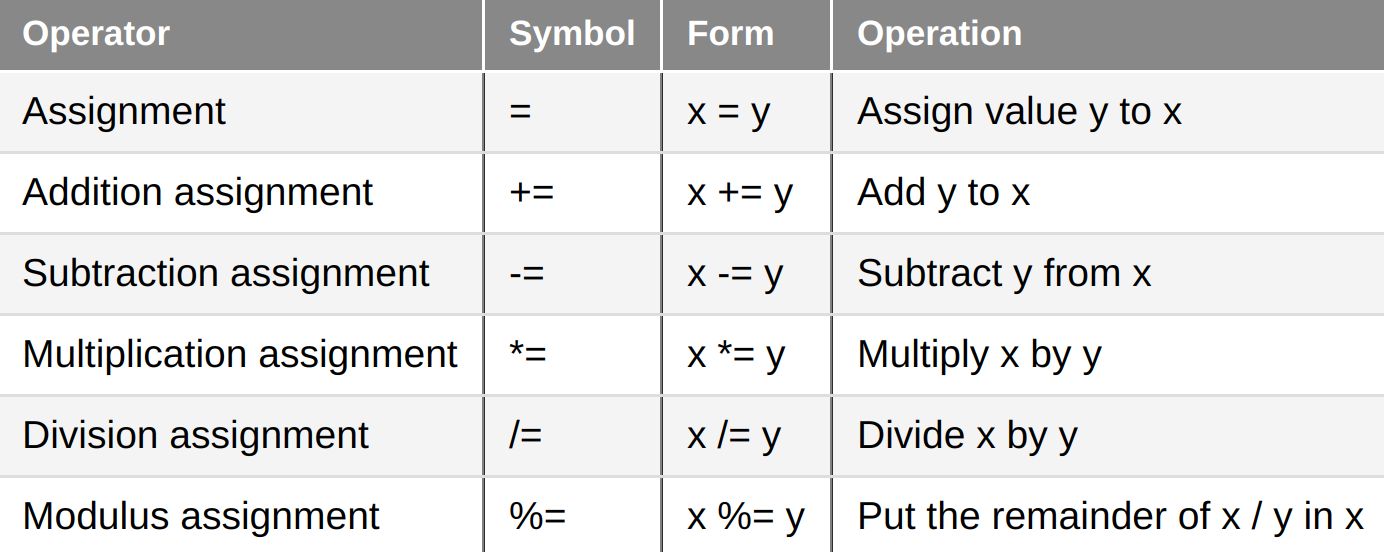 Operator Symbol Form Operation
Assignment = x = y Assign value y to x
Addition assignment += x += y Add y to x
Subtraction assignment -= x -= y Subtract y from x
Multiplication assignment *= x *= y Multiply x by y
Division assignment /= x /= y Divide x by y
Modulus assignment %= x %= y Put the remainder of x / y in x